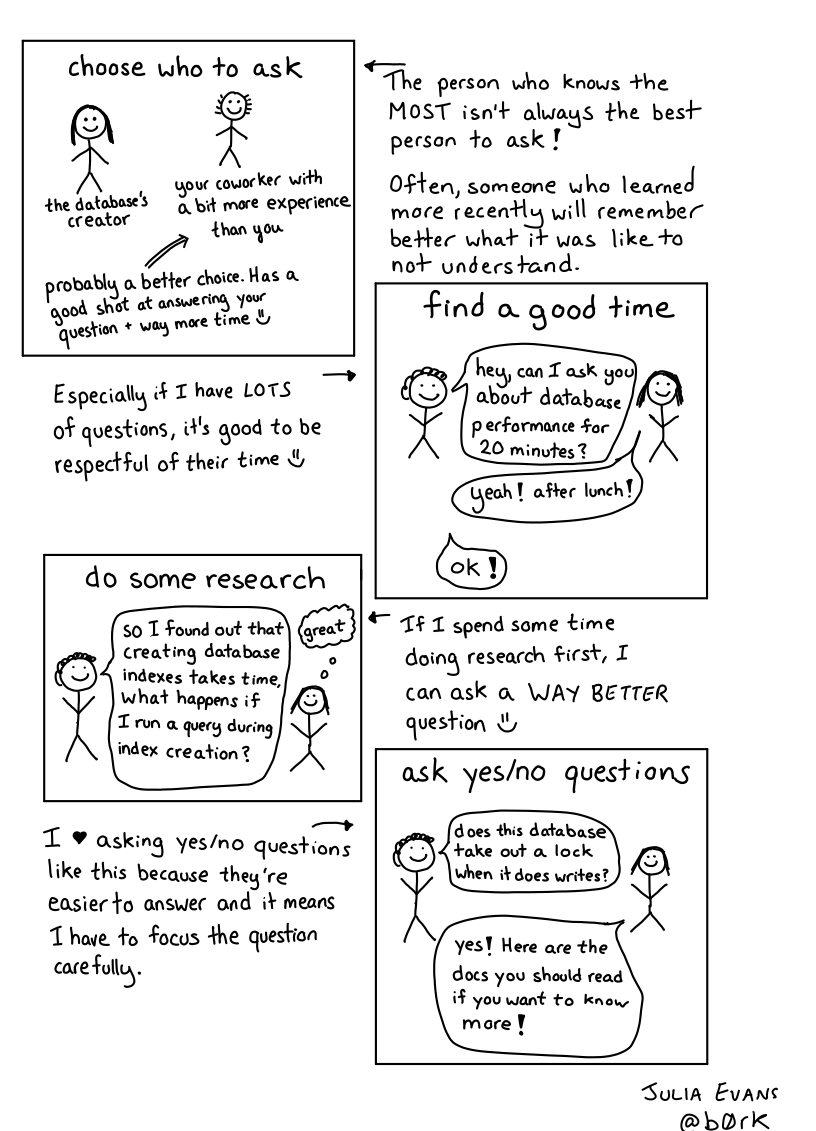 choose who to ask
the database's
creator
your coworker with
a bit more experience
than you
probably a better choice. Has a
good shot at answering your
question + way more time
The person who knows the
MOST isn't always the best
person to ask!
Often, someone who learned
more recently will remember
better what it was like to
not understand.
find a good time
hey, can I ask you
about database
performance for
20 minutes?
yeah! after lunch!
ok!
Especially if I have LOTS
of questions, it's good to be
respectful of their time
do some research
so I found out that
creating database
indexes takes time,
what happens if
I run a query during
index creation?
great
If I spend some time
doing research first, I
can ask a WAY BETTER
question
ask yes/no questions
does this database
take out a lock
when it does writes?
yes! Here are the
docs you should read
if you want to know
more!
I ♥ asking yes/no questions
like this because they're
easier to answer and it means
I have to focus the question
carefully.
JULIA EVANS
@bØrk